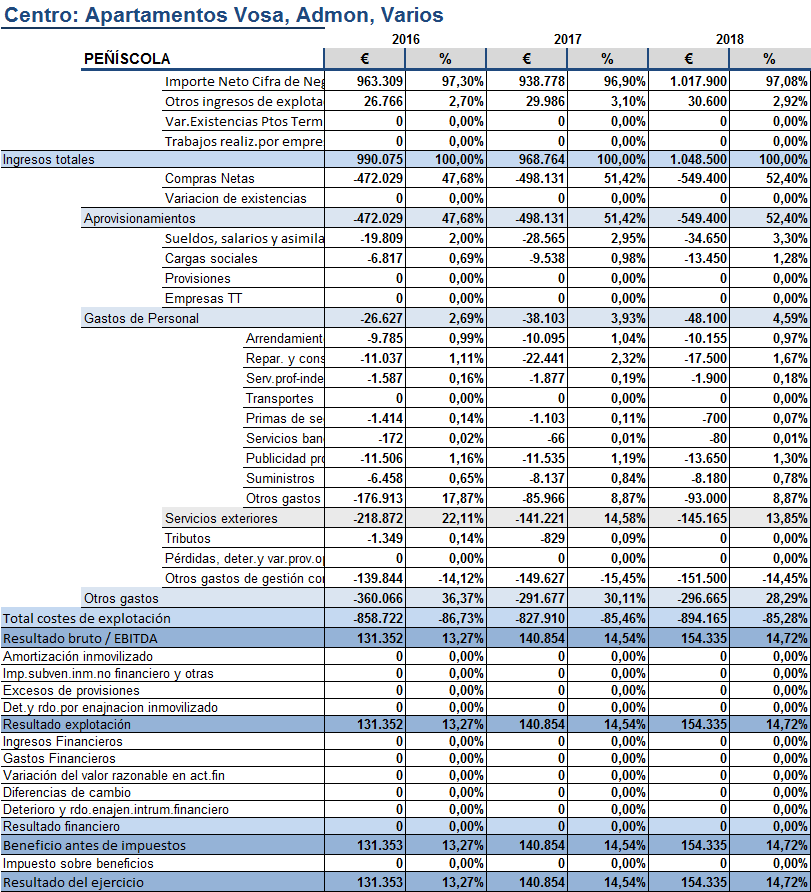 Centro: Apartamentos Vosa, Admon, Varios
2016 2017 2018
PEÑÍSCOLA € % € % € %
Importe Neto Cifra de Neg 963.309 97,30% 938.778 96,90% 1.017.900 97,08%
Otros ingresos de explota 26.766 2,70% 29.986 3,10% 30.600 2,92%
Var.Existencias Ptos Term 0 0,00% 0 0,00% 0 0,00%
Trabajos realiz.por empre 0 0,00% 0 0,00% 0 0,00%
Ingresos totales 990.075 100,00% 968.764 100,00% 1.048.500 100,00%
Compras Netas -472.029 47,68% -498.131 51,42% -549.400 52,40%
Variacion de existencias 0 0,00% 0 0,00% 0 0,00%
Aprovisionamientos -472.029 47,68% -498.131 51,42% -549.400 52,40%
Sueldos, salarios y asimila -19.809 2,00% -28.565 2,95% -34.650 3,30%
Cargas sociales -6.817 0,69% -9.538 0,98% -13.450 1,28%
Provisiones 0 0,00% 0 0,00% 0 0,00%
Empresas TT 0 0,00% 0 0,00% 0 0,00%
Gastos de Personal -26.627 2,69% -38.103 3,93% -48.100 4,59%
Arrendamient -9.785 0,99% -10.095 1,04% -10.155 0,97%
Repar. y cons -11.037 1,11% -22.441 2,32% -17.500 1,67%
Serv.prof-inde -1.587 0,16% -1.877 0,19% -1.900 0,18%
Transportes 0 0,00% 0 0,00% 0 0,00%
Primas de se -1.414 0,14% -1.103 0,11% -700 0,07%
Servicios ban -172 0,02% -66 0,01% -80 0,01%
Publicidad pro -11.506 1,16% -11.535 1,19% -13.650 1,30%
Suministros -6.458 0,65% -8.137 0,84% -8.180 0,78%
Otros gastos -176.913 17,87% -85.966 8,87% -93.000 8,87%
Servicios exteriores -218.872 22,11% -141.221 14,58% -145.165 13,85%
Tributos -1.349 0,14% -829 0,09% 0 0,00%
Pérdidas, deter.y var.prov.op 0 0,00% 0 0,00% 0 0,00%
Otros gastos de gestión cor -139.844 -14,12% -149.627 -15,45% -151.500 -14,45%
Otros gastos -360.066 36,37% -291.677 30,11% -296.665 28,29%
Total costes de explotación -858.722 -86,73% -827.910 -85,46% -894.165 -85,28%
Resultado bruto / EBITDA 131.352 13,27% 140.854 14,54% 154.335 14,72%
Amortización inmovilizado 0 0,00% 0 0,00% 0 0,00%
Imp.subven.inm.no financiero y otras 0 0,00% 0 0,00% 0 0,00%
Excesos de provisiones 0 0,00% 0 0,00% 0 0,00%
Det.y rdo.por enajnacion inmovilizado 0 0,00% 0 0,00% 0 0,00%
Resultado explotación 131.352 13,27% 140.854 14,54% 154.335 14,72%
Ingresos Financieros 0 0,00% 0 0,00% 0 0,00%
Gastos Financieros 0 0,00% 0 0,00% 0 0,00%
Variación del valor razonable en act.fin 0 0,00% 0 0,00% 0 0,00%
Diferencias de cambio 0 0,00% 0 0,00% 0 0,00%
Deterioro y rdo.enajen.intrum.financiero 0 0,00% 0 0,00% 0 0,00%
Resultado financiero 0 0,00% 0 0,00% 0 0,00%
Beneficio antes de impuestos 131.353 13,27% 140.854 14,54% 154.335 14,72%
Impuesto sobre beneficios 0 0,00% 0 0,00% 0 0,00%
Resultado del ejercicio 131.353 13,27% 140.854 14,54% 154.335 14,72%